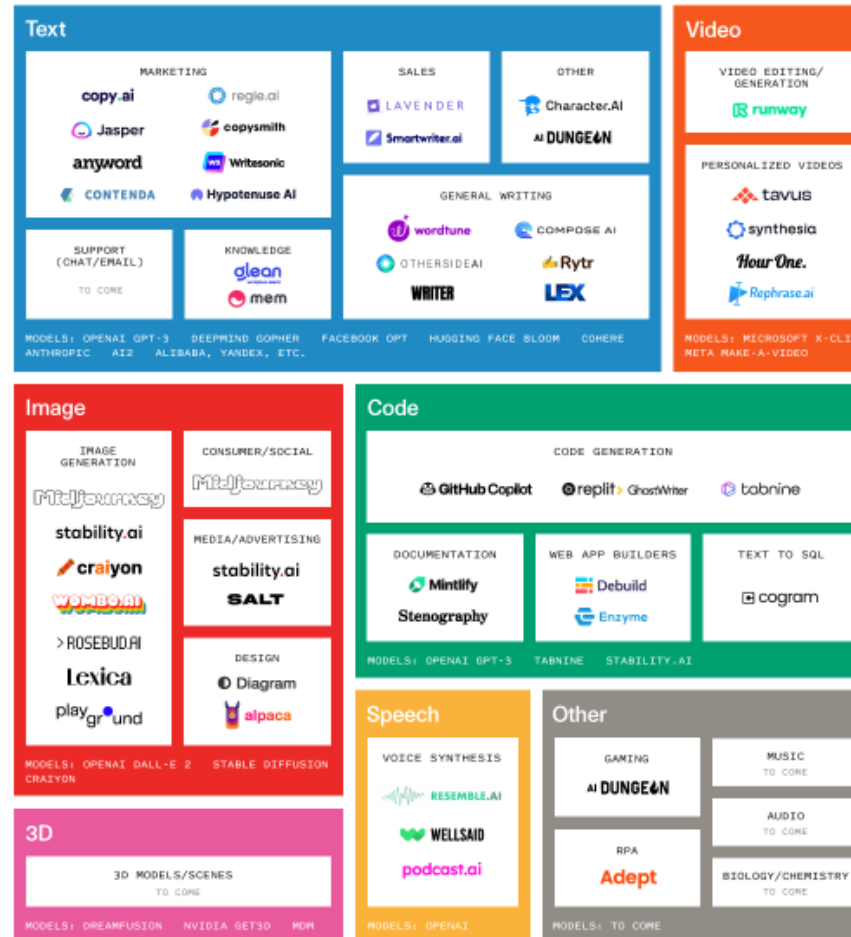 Text
MARKETING
copy.ai
regie.ai
Jasper
copysmith
anyword
Writesonic
CONTENDA
Hypotenuse AI
SALES
LAVENDER
Smartwriter.ai
OTHER
Character.AI
AI DUNGEON
SUPPORT
(CHAT/EMAIL)
TO COME
KNOWLEDGE
glean
mem
GENERAL WRITING
wordtune
COMPOSE AI
OTHERSIDEAI
Rytr
WRITER
LEX
MODELS: OPENAI GPT-3 DEEPMIND GOPHER FACEBOOK OPT HUGGING FACE BLOOM COHERE
ANTHROPIC AI2 ALIBABA, YANDEX, ETC.
Video
VIDEO EDITING/
GENERATION
runway
PERSONALIZED VIDEOS
tavus
synthesia
Hour One.
Rephrase.ai
MODELS: MICROSOFT X-CLI
META MAKE-A-VIDEO
Image
IMAGE
GENERATION
Midjourney
stability.ai
craiyon
WOMBO.AI
ROSEBUD.AI
Lexica
playground
CONSUMER/SOCIAL
Midjourney
MEDIA/ADVERTISING
stability.ai
SALT
DESIGN
Diagram
alpaca
MODELS: OPENAI DALL-E 2 STABLE DIFFUSION
CRAIYON
Code
CODE GENERATION
GitHub Copilot
replit GhostWriter
tabnine
DOCUMENTATION
Mintlify
Stenography
WEB APP BUILDERS
Debuild
Enzyme
TEXT TO SQL
cogram
MODELS: OPENAI GPT-3 TABNINE STABILITY.AI
3D
3D MODELS/SCENES
TO COME
MODELS: DREAMFUSION NVIDIA GET3D MDM
Speech
VOICE SYNTHESIS
RESEMBLE.AI
WELLSAID
podcast.ai
MODELS: OPENAI
Other
GAMING
AI DUNGEON
RPA
Adept
MUSIC
TO COME
AUDIO
TO COME
BIOLOGY/CHEMISTRY
TO COME
MODELS: TO COME